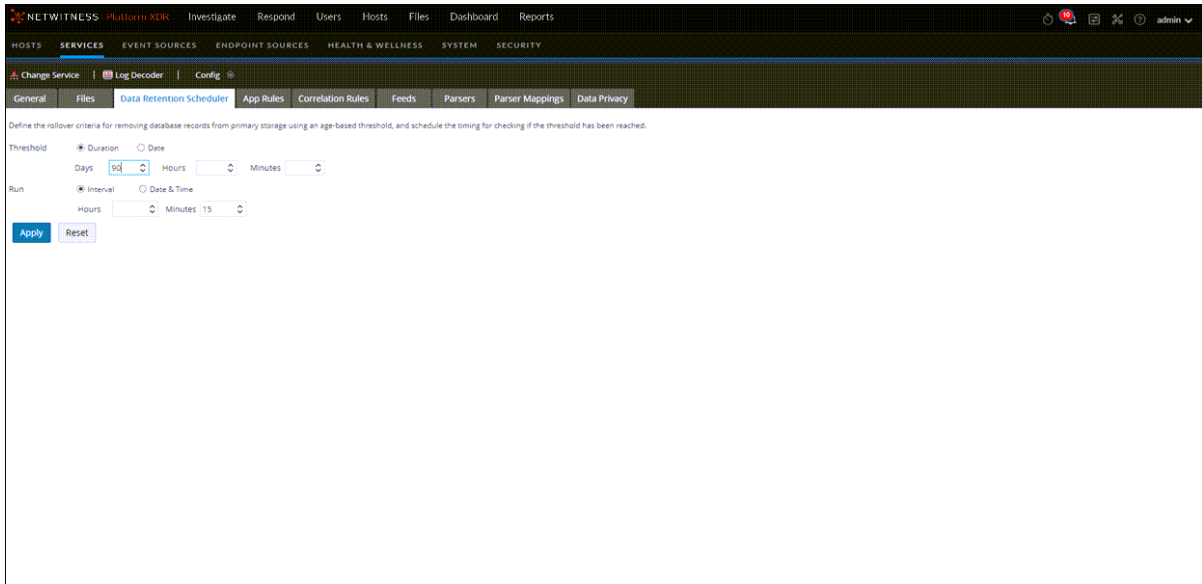 NETWITNESS Platform XDR Investigate Respond Users Hosts Files Dashboard Reports 10 admin
HOSTS SERVICES EVENT SOURCES ENDPOINT SOURCES HEALTH & WELLNESS SYSTEM SECURITY
Change Service | Log Decoder | Config
General Files Data Retention Scheduler App Rules Correlation Rules Feeds Parsers Parser Mappings Data Privacy
Define the rollover criteria for removing database records from primary storage using an age-based threshold, and schedule the timing for checking if the threshold has been reached.
Threshold Duration Date
Days 90 Hours Minutes
Run Interval Date & Time
Hours Minutes 15
Apply Reset